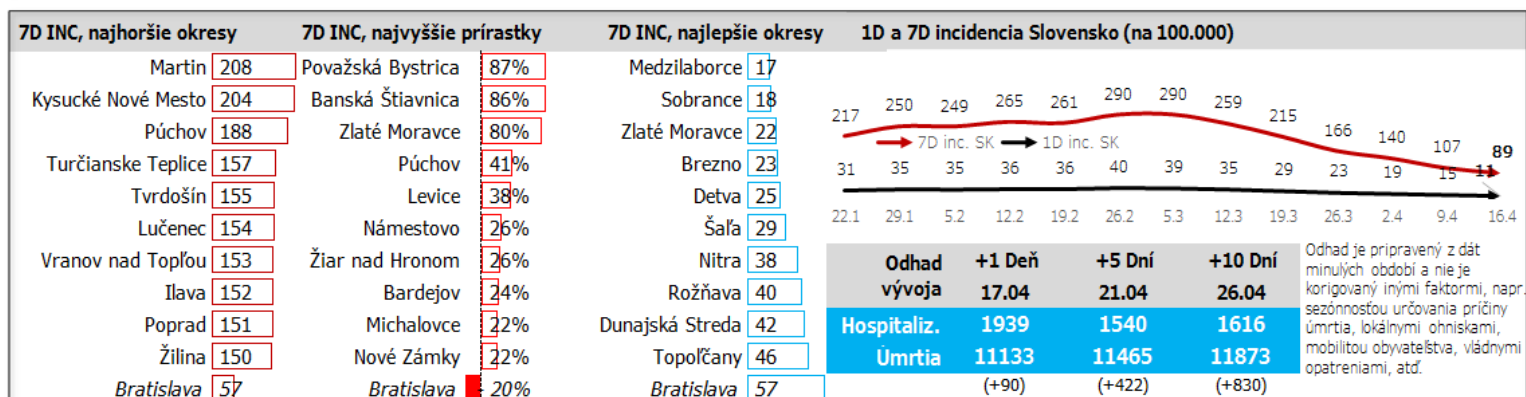 7D INC, najhoršie okresy
Martin 208
Kysucké Nové Mesto 204
Púchov 188
Turčianske Teplice 157
Tvrdošín 155
Lučenec 154
Vranov nad Topľou 153
Ilava 152
Poprad 151
Žilina 150
Bratislava 57
7D INC, najvyššie prírastky
Považská Bystrica 87%
Banská Štiavnica 86%
Zlaté Moravce 80%
Púchov 41%
Levice 38%
Námestovo 26%
Žiar nad Hronom 26%
Bardejov 24%
Michalovce 22%
Nové Zámky 22%
Bratislava - 20%
7D INC, najlepšie okresy
Medzilaborce 17
Sobrance 18
Zlaté Moravce 22
Brezno 23
Detva 25
Šaľa 29
Nitra 38
Rožňava 40
Dunajská Streda 42
Topoľčany 46
Bratislava 57
1D a 7D incidencia Slovensko (na 100.000)
217 250 249 265 261 290 290 259 215 166 140 107 89
7D inc. SK 1D inc. SK
31 35 35 36 36 40 39 35 29 23 19 15 11
22.1 29.1 5.2 12.2 19.2 26.2 5.3 12.3 19.3 26.3 2.4 9.4 16.4
Odhad vývoja +1 Deň +5 Dní +10 Dní
17.04 21.04 26.04
Hospitaliz. 1939 1540 1616
Úmrtia 11133 11465 11873
(+90) (+422) (+830)
Odhad je pripravený z dát
minulých období a nie je
korigovaný inými faktormi, napr.
sezónnosťou určovania príčiny
úmrtia, lokálnymi ohniskami,
mobilitou obyvateľstva, vládnymi
opatreniami, atď.